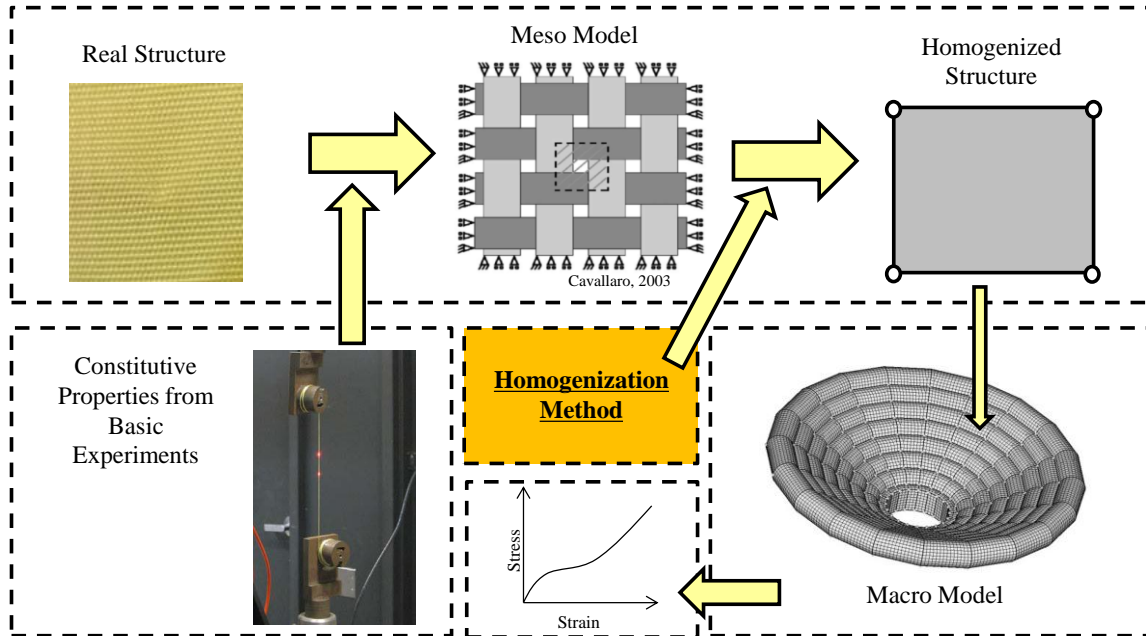 Real Structure
Meso Model
Homogenized
Structure
Cavallaro, 2003
Constitutive
Properties from
Basic
Experiments
Homogenization
Method
Stress
Strain
Macro Model